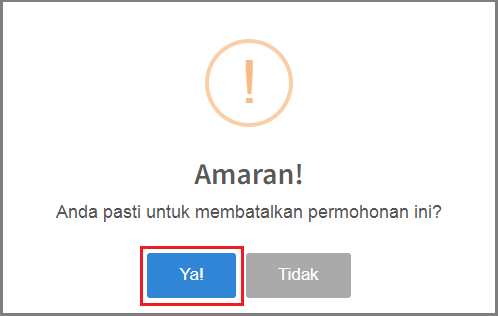 !
Amaran!
Anda pasti untuk membatalkan permohonan ini?
Ya! Tidak